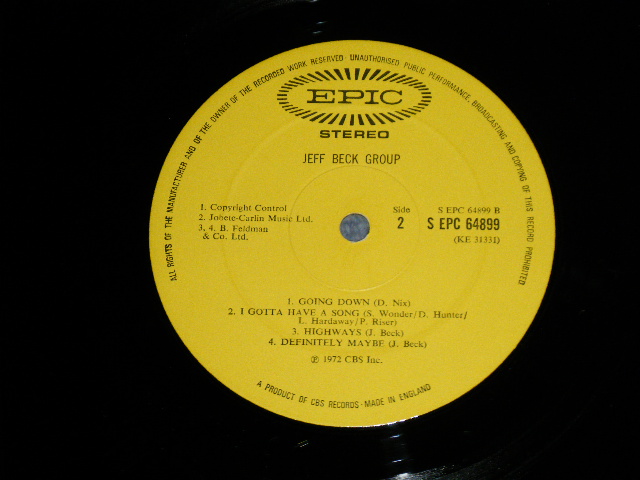 ALL RIGHTS OF THE MANUFACTURER AND OF THE OWNER OF THE RECORDED WORK RESERVED · UNAUTHORISED PUBLIC PERFORMANCE, BROADCASTING AND COPYING OF THIS RECORD PROHIBITED
EPIC
STEREO
JEFF BECK GROUP
1. Copyright Control
2. Jobete-Carlin Music Ltd.
3, 4. B. Feldman
& Co. Ltd.
Side
2
S EPC 64899 B
S EPC 64899
(KE 31331)
1. GOING DOWN (D. Nix)
2. I GOTTA HAVE A SONG (S. Wonder/D. Hunter/
L. Hardaway/P. Riser)
3. HIGHWAYS (J. Beck)
4. DEFINITELY MAYBE (J. Beck)
℗ 1972 CBS Inc.
A PRODUCT OF CBS RECORDS · MADE IN ENGLAND